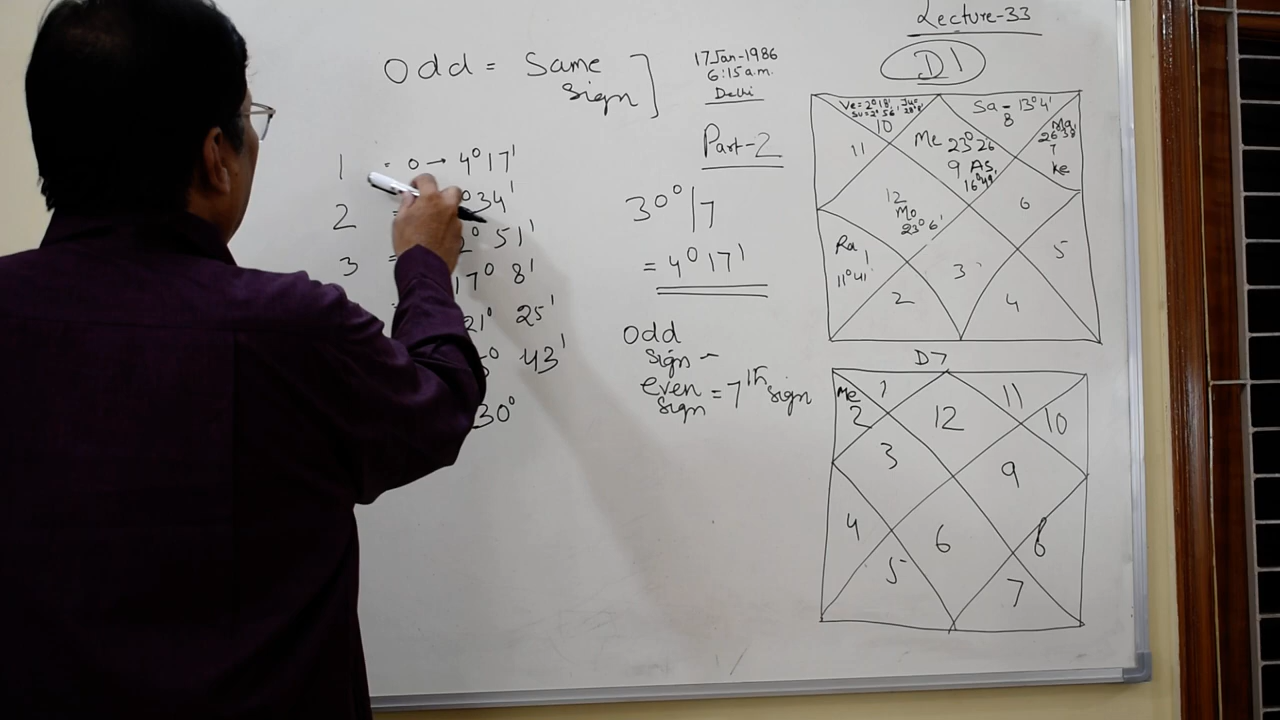 Lecture-33
Odd = Same
Sign
17 Jan-1986
6:15 a.m.
Delhi
D1
Part-2
1 = 0 → 4° 17'
2 = ° 34'
3 = 2° 51'
17° 8'
21° 25'
° 43'
30°
30° / 7
= 4° 17'
Odd
Sign -
even
Sign = 7th sign
Ve = 2° 18'
Su = 2° 56'
10
Sa - 13° 4'
8
Ma
26° 38'
7
Ke
11
Me 23° 26
9 As.
16° 49'
12
Mo
23° 6'
6
Ra
1
11° 41'
3
5
2
4
D7
Me
2
1
12
11
10
3
9
4
6
8
5
7